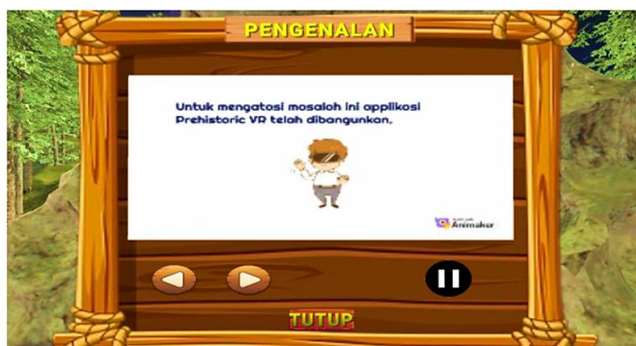 PENGENALAN
Untuk mengatasi masalah ini applikasi
Prehistoric VR telah dibangunkan.
Animaker
TUTUP